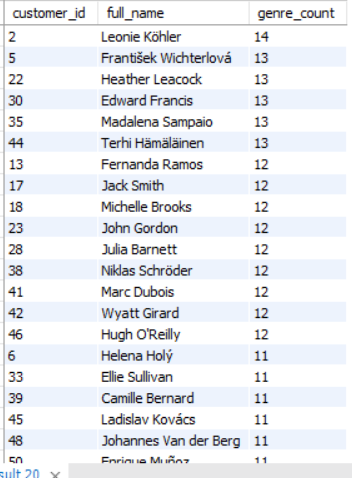 customer_id full_name genre_count
2 Leonie Köhler 14
5 František Wichterlová 13
22 Heather Leacock 13
30 Edward Francis 13
35 Madalena Sampaio 13
44 Terhi Hämäläinen 13
13 Fernanda Ramos 12
17 Jack Smith 12
18 Michelle Brooks 12
23 John Gordon 12
28 Julia Barnett 12
38 Niklas Schröder 12
41 Marc Dubois 12
42 Wyatt Girard 12
46 Hugh O'Reilly 12
6 Helena Holý 11
33 Ellie Sullivan 11
39 Camille Bernard 11
45 Ladislav Kovács 11
48 Johannes Van der Berg 11
50 Enrique Muñoz 11
sult 20 ×